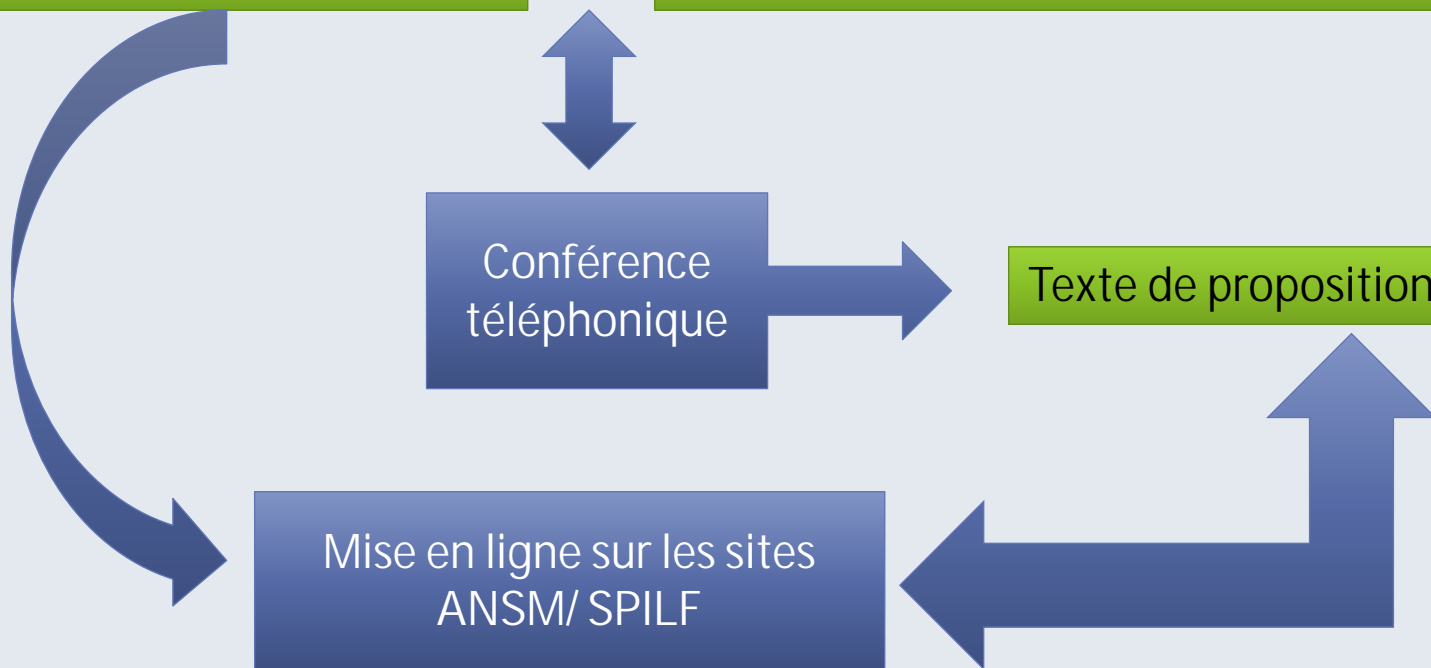 Conférence
téléphonique
Texte de proposition
Mise en ligne sur les sites
ANSM/ SPILF